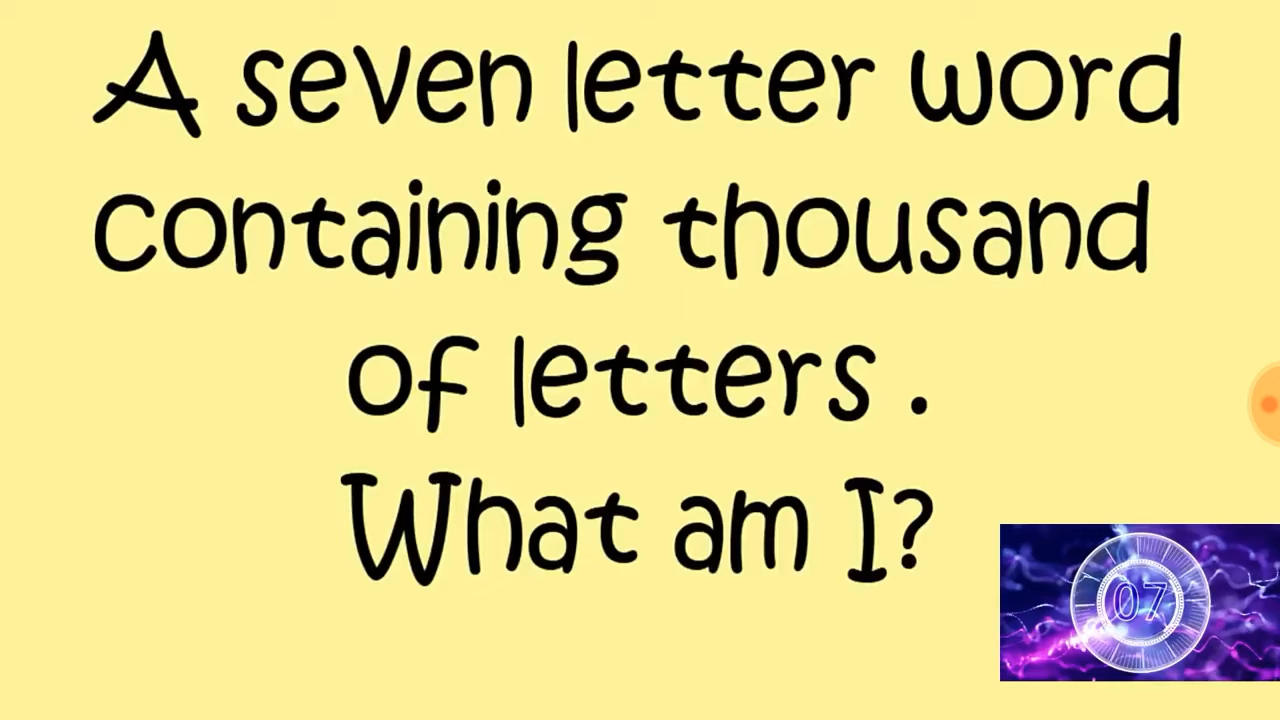 A seven letter word
containing thousand
of letters .
What am I?
07